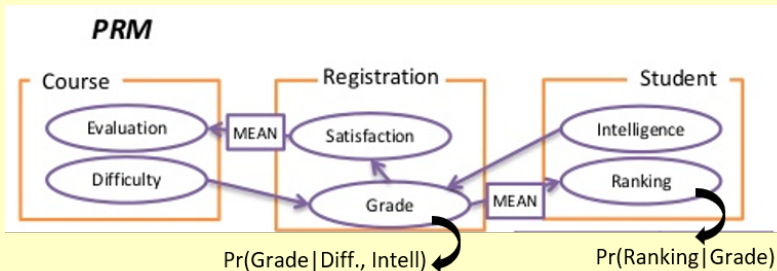 PRM
Course
Registration
Student
Evaluation
MEAN
Satisfaction
Intelligence
Difficulty
Grade
MEAN
Ranking
Pr(Grade|Diff., Intell)
Pr(Ranking|Grade)